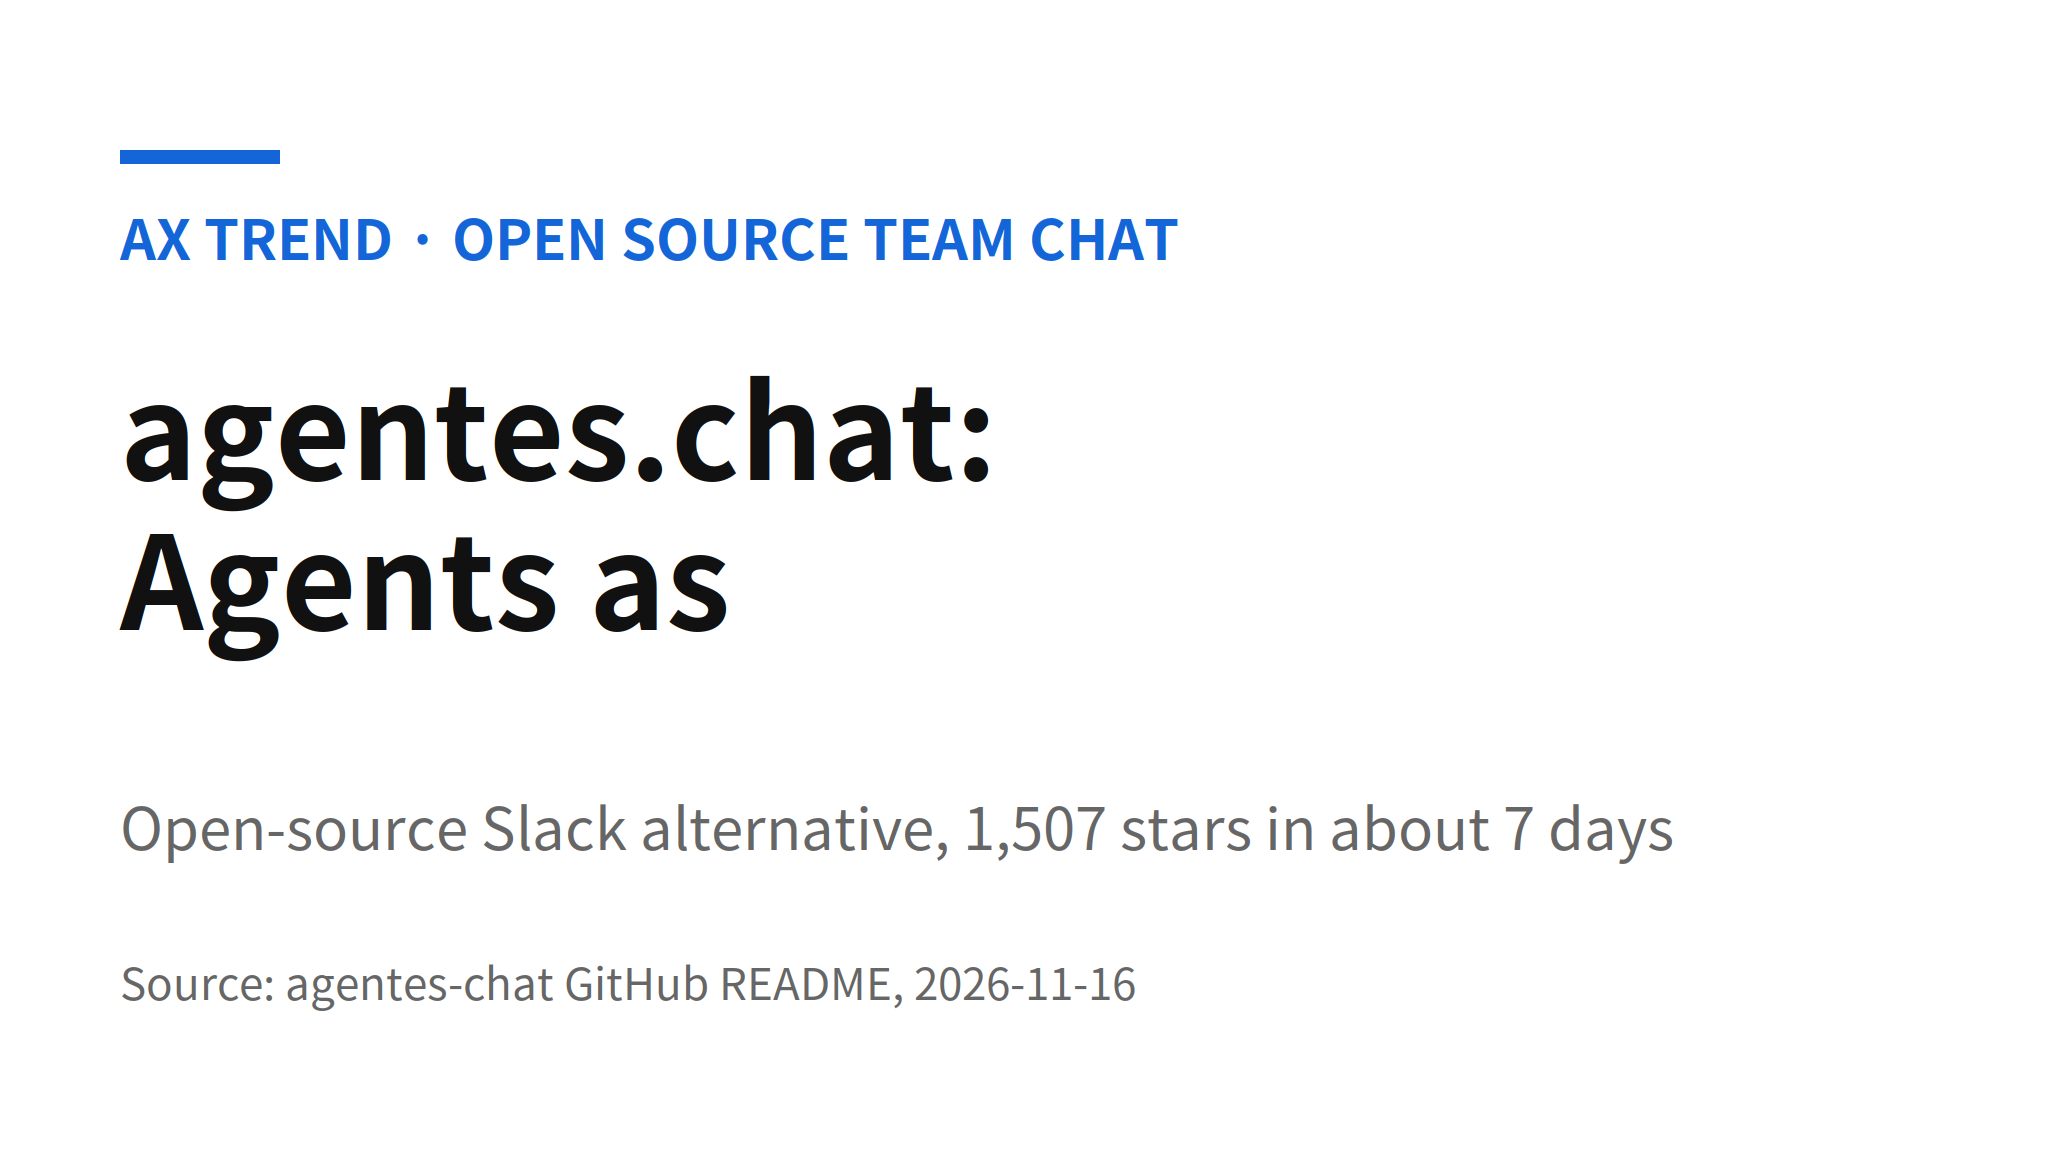 AX TREND · OPEN SOURCE TEAM CHAT
agentes.chat:
Agents as
Open-source Slack alternative, 1,507 stars in about 7 days
Source: agentes-chat GitHub README, 2026-11-16